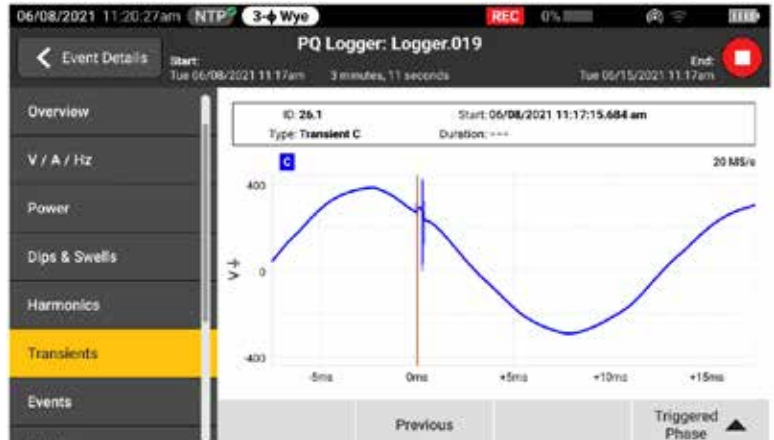 06/08/2021 11:20:27am NTP 3-ϕ Wye REC 0%
Event Details
PQ Logger: Logger.019
Start:
Tue 06/08/2021 11:17am 3 minutes, 11 seconds
End:
Tue 06/15/2021 11:17am
Overview
V / A / Hz
Power
Dips & Swells
Harmonics
Transients
Events
ID: 26.1 Start: 06/08/2021 11:17:15.684 am
Type: Transient C Duration: ---
C
20 MS/s
400
V
0
-400
-5ms 0ms +5ms +10ms +15ms
Previous
Triggered
Phase